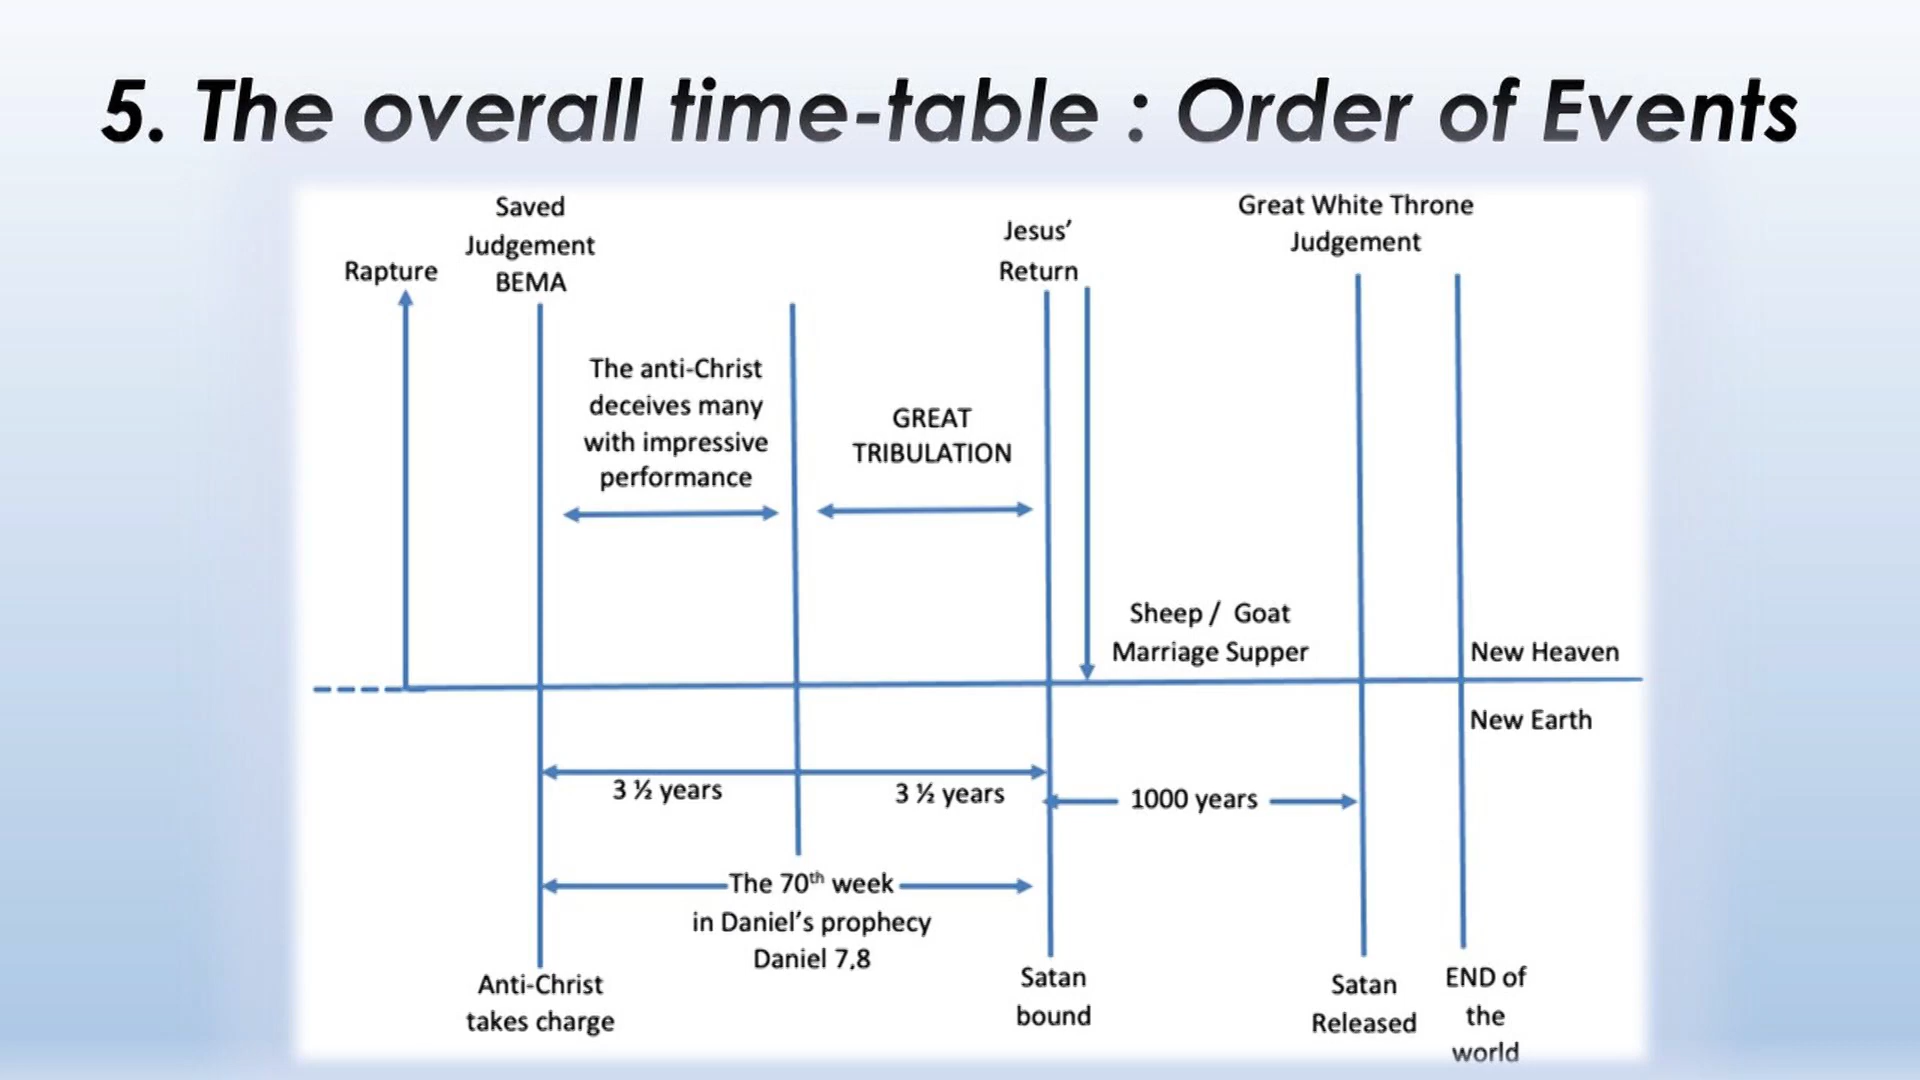 5. The overall time-table : Order of Events
Saved
Judgement
BEMA
Rapture
Jesus’
Return
Great White Throne
Judgement
The anti-Christ
deceives many
with impressive
performance
GREAT
TRIBULATION
Sheep / Goat
Marriage Supper
New Heaven
New Earth
3 ½ years
3 ½ years
1000 years
The 70th week
in Daniel’s prophecy
Daniel 7,8
Anti-Christ
takes charge
Satan
bound
Satan
Released
END of
the
world